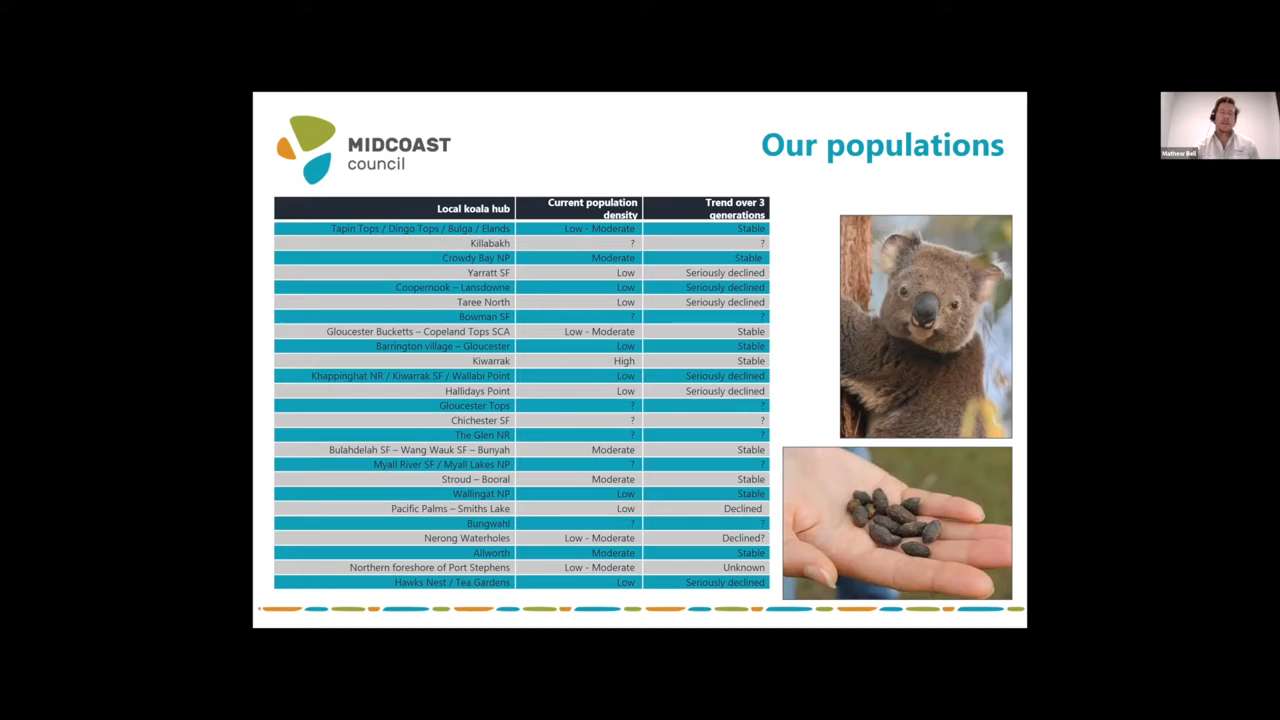 MIDCOAST
council
Our populations
Mathew Bell
Local koala hub Current population density Trend over 3 generations
Tapin Tops / Dingo Tops / Bulga / Elands Low - Moderate Stable
Killabakh ? ?
Crowdy Bay NP Moderate Stable
Yarratt SF Low Seriously declined
Coopernook – Lansdowne Low Seriously declined
Taree North Low Seriously declined
Bowman SF ? ?
Gloucester Bucketts – Copeland Tops SCA Low - Moderate Stable
Barrington village – Gloucester Low Stable
Kiwarrak High Stable
Khappinghat NR / Kiwarrak SF / Wallabi Point Low Seriously declined
Hallidays Point Low Seriously declined
Gloucester Tops ? ?
Chichester SF ? ?
The Glen NR ? ?
Bulahdelah SF – Wang Wauk SF – Bunyah Moderate Stable
Myall River SF / Myall Lakes NP ? ?
Stroud – Booral Moderate Stable
Wallingat NP Low Stable
Pacific Palms – Smiths Lake Low Declined
Bungwahl ? ?
Nerong Waterholes Low - Moderate Declined?
Allworth Moderate Stable
Northern foreshore of Port Stephens Low - Moderate Unknown
Hawks Nest / Tea Gardens Low Seriously declined